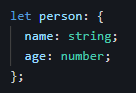 let person: {
  name: string;
  age: number;
};